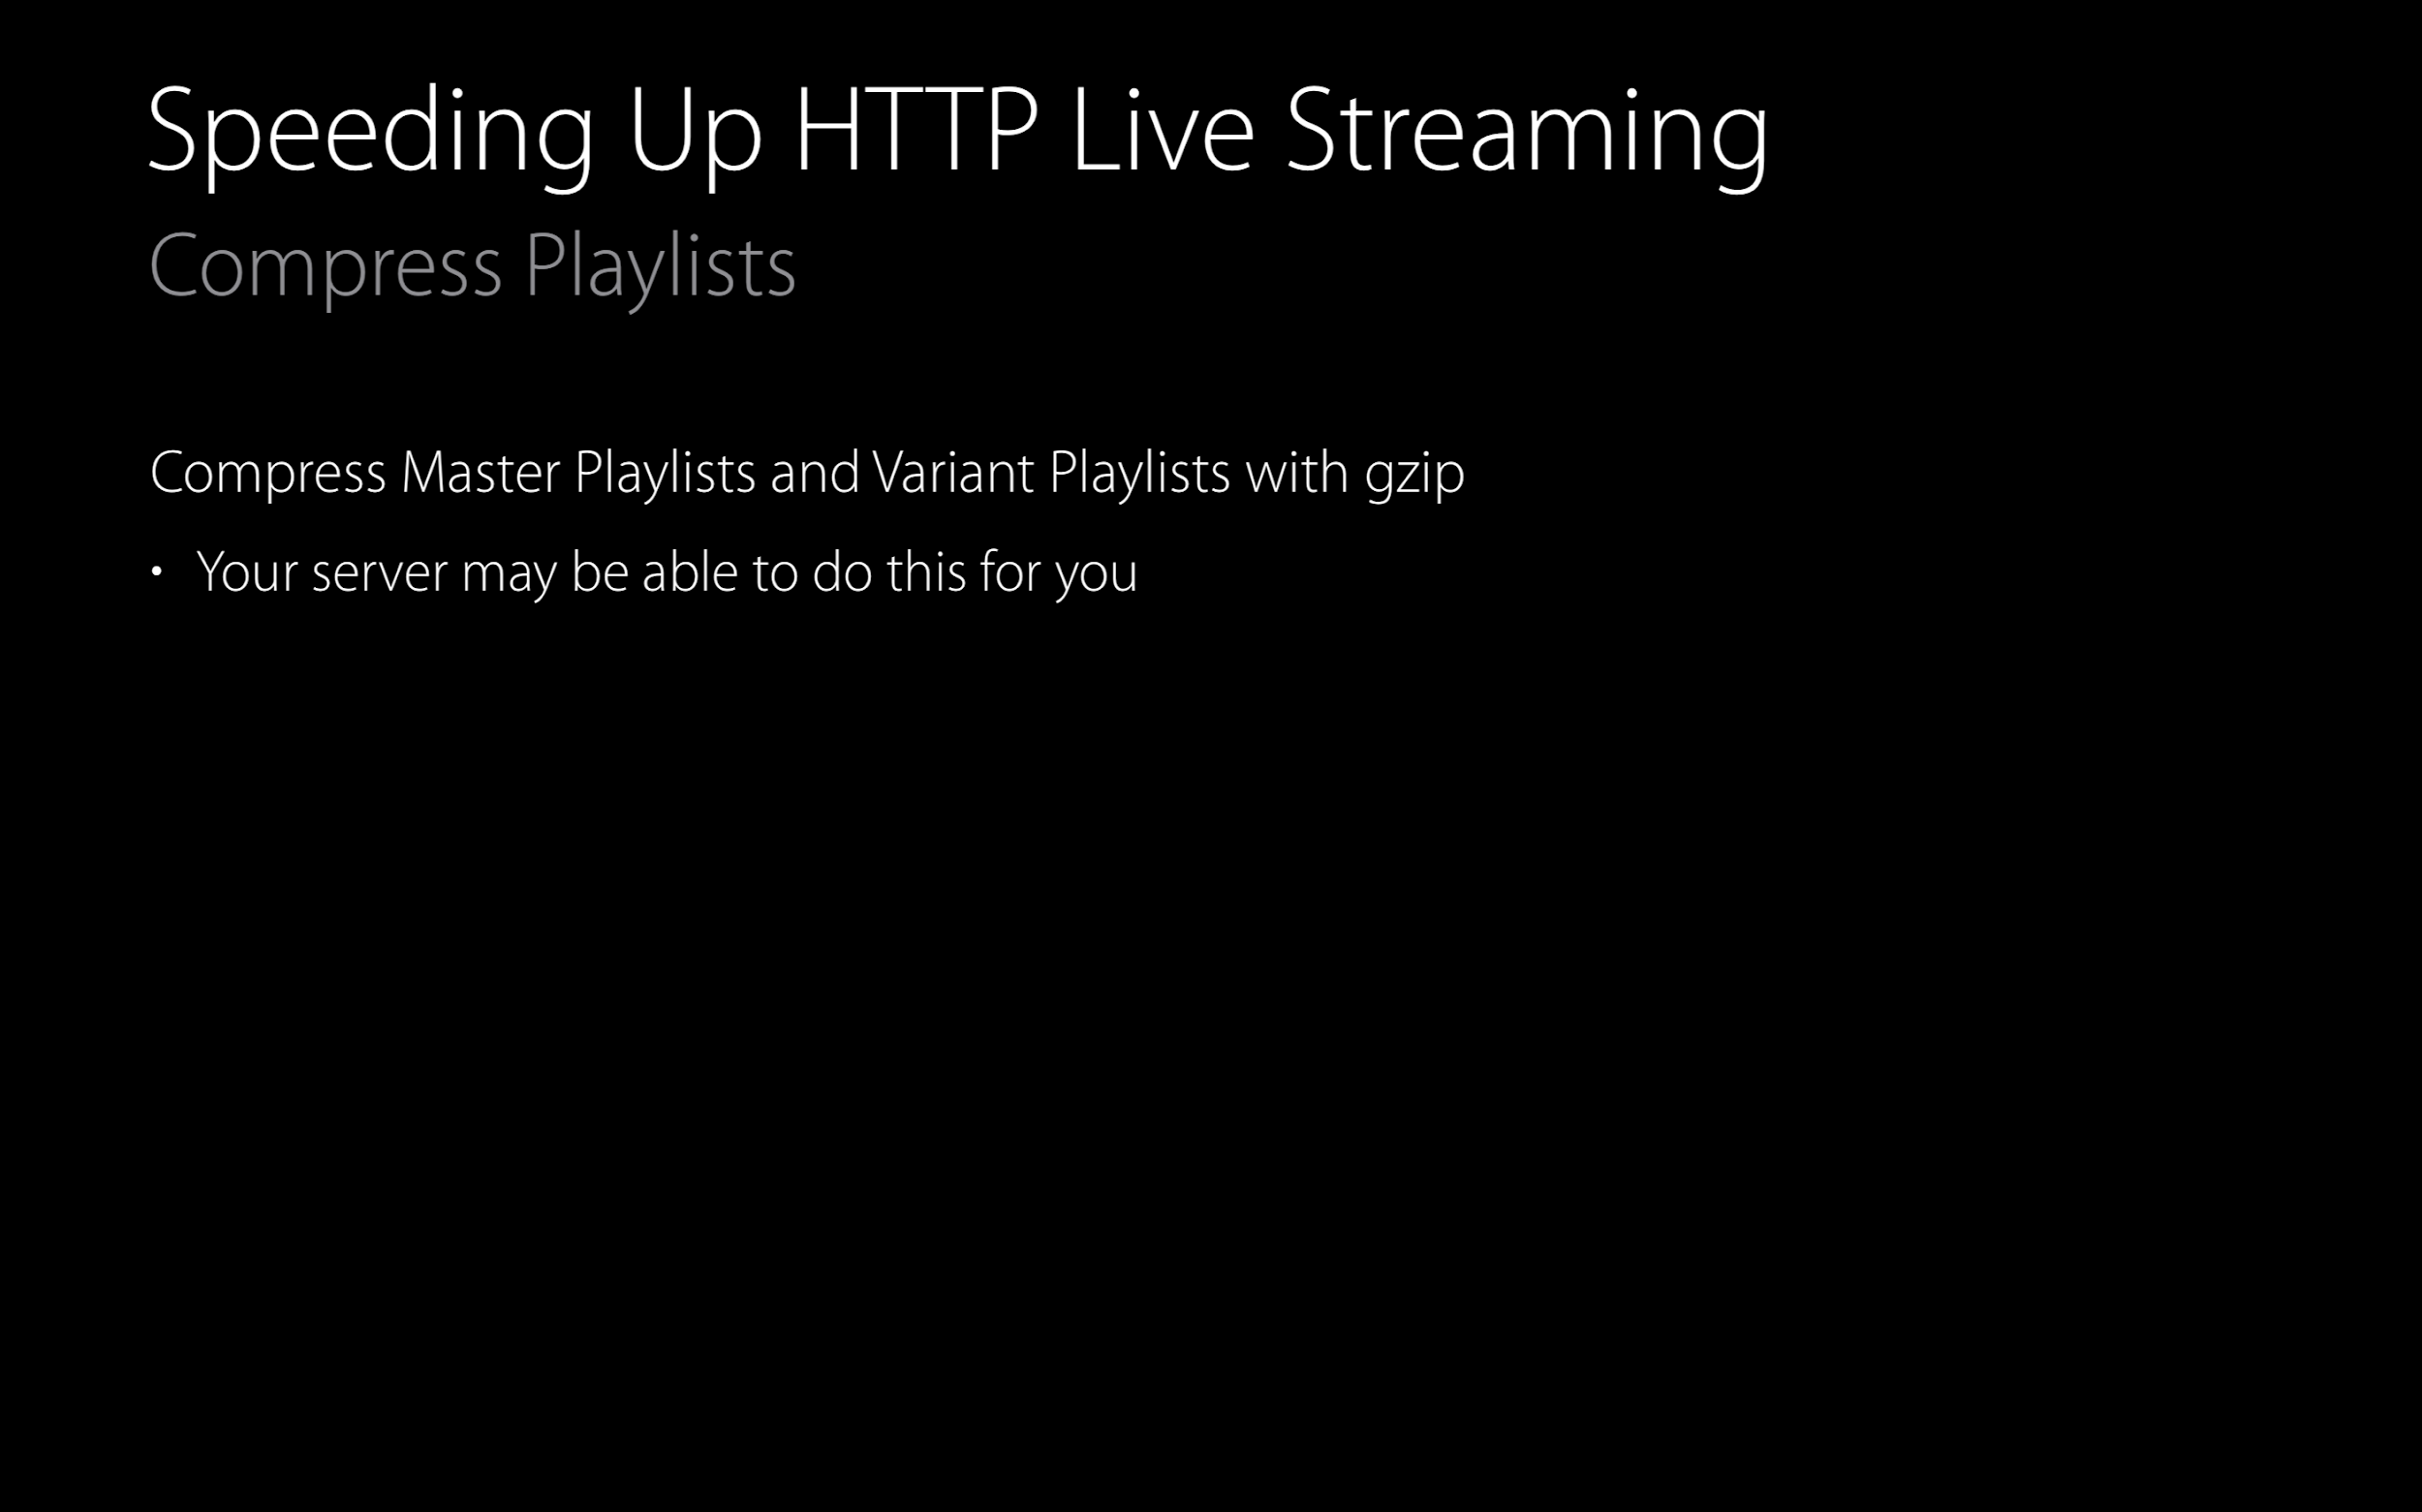 Speeding Up HTTP Live Streaming
Compress Playlists
Compress Master Playlists and Variant Playlists with gzip
• Your server may be able to do this for you